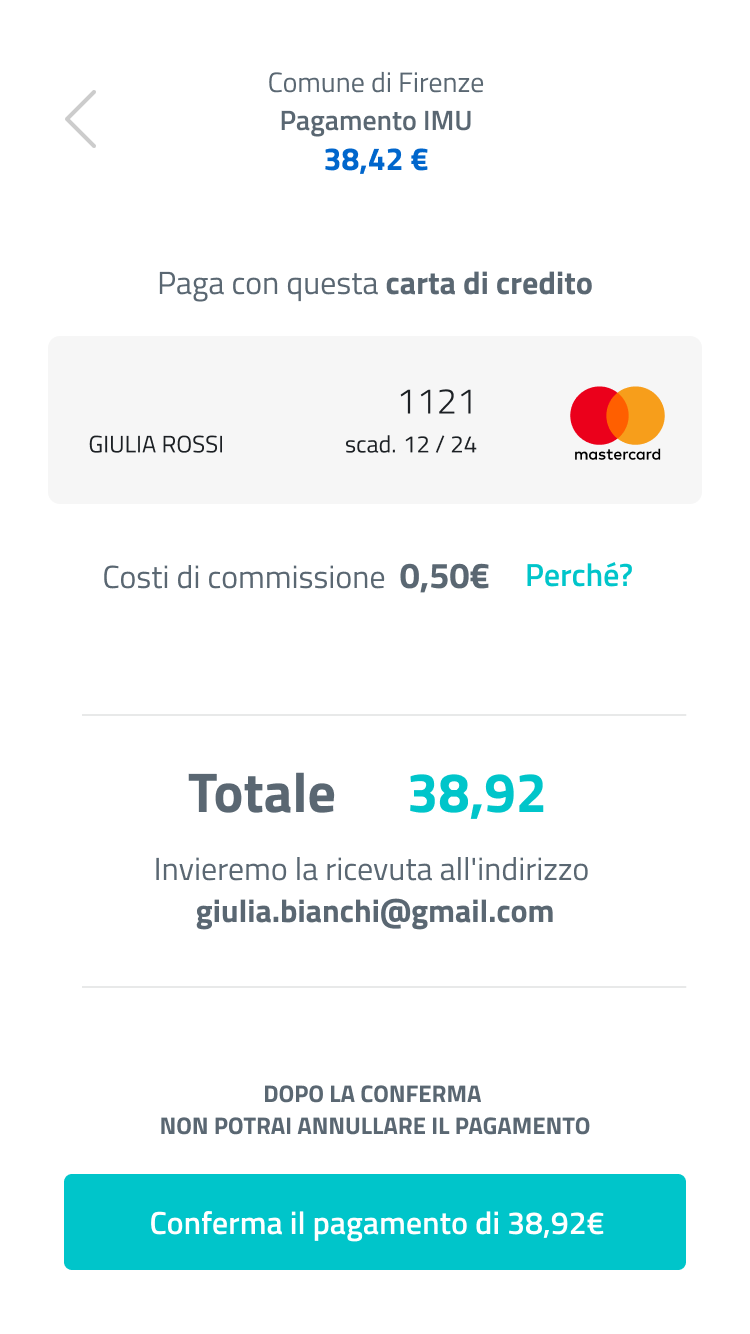 Comune di Firenze
Pagamento IMU
38,42 €
Paga con questa carta di credito
1121
GIULIA ROSSI scad. 12 / 24
mastercard
Costi di commissione 0,50€ Perché?
Totale 38,92
Invieremo la ricevuta all'indirizzo
giulia.bianchi@gmail.com
DOPO LA CONFERMA
NON POTRAI ANNULLARE IL PAGAMENTO
Conferma il pagamento di 38,92€